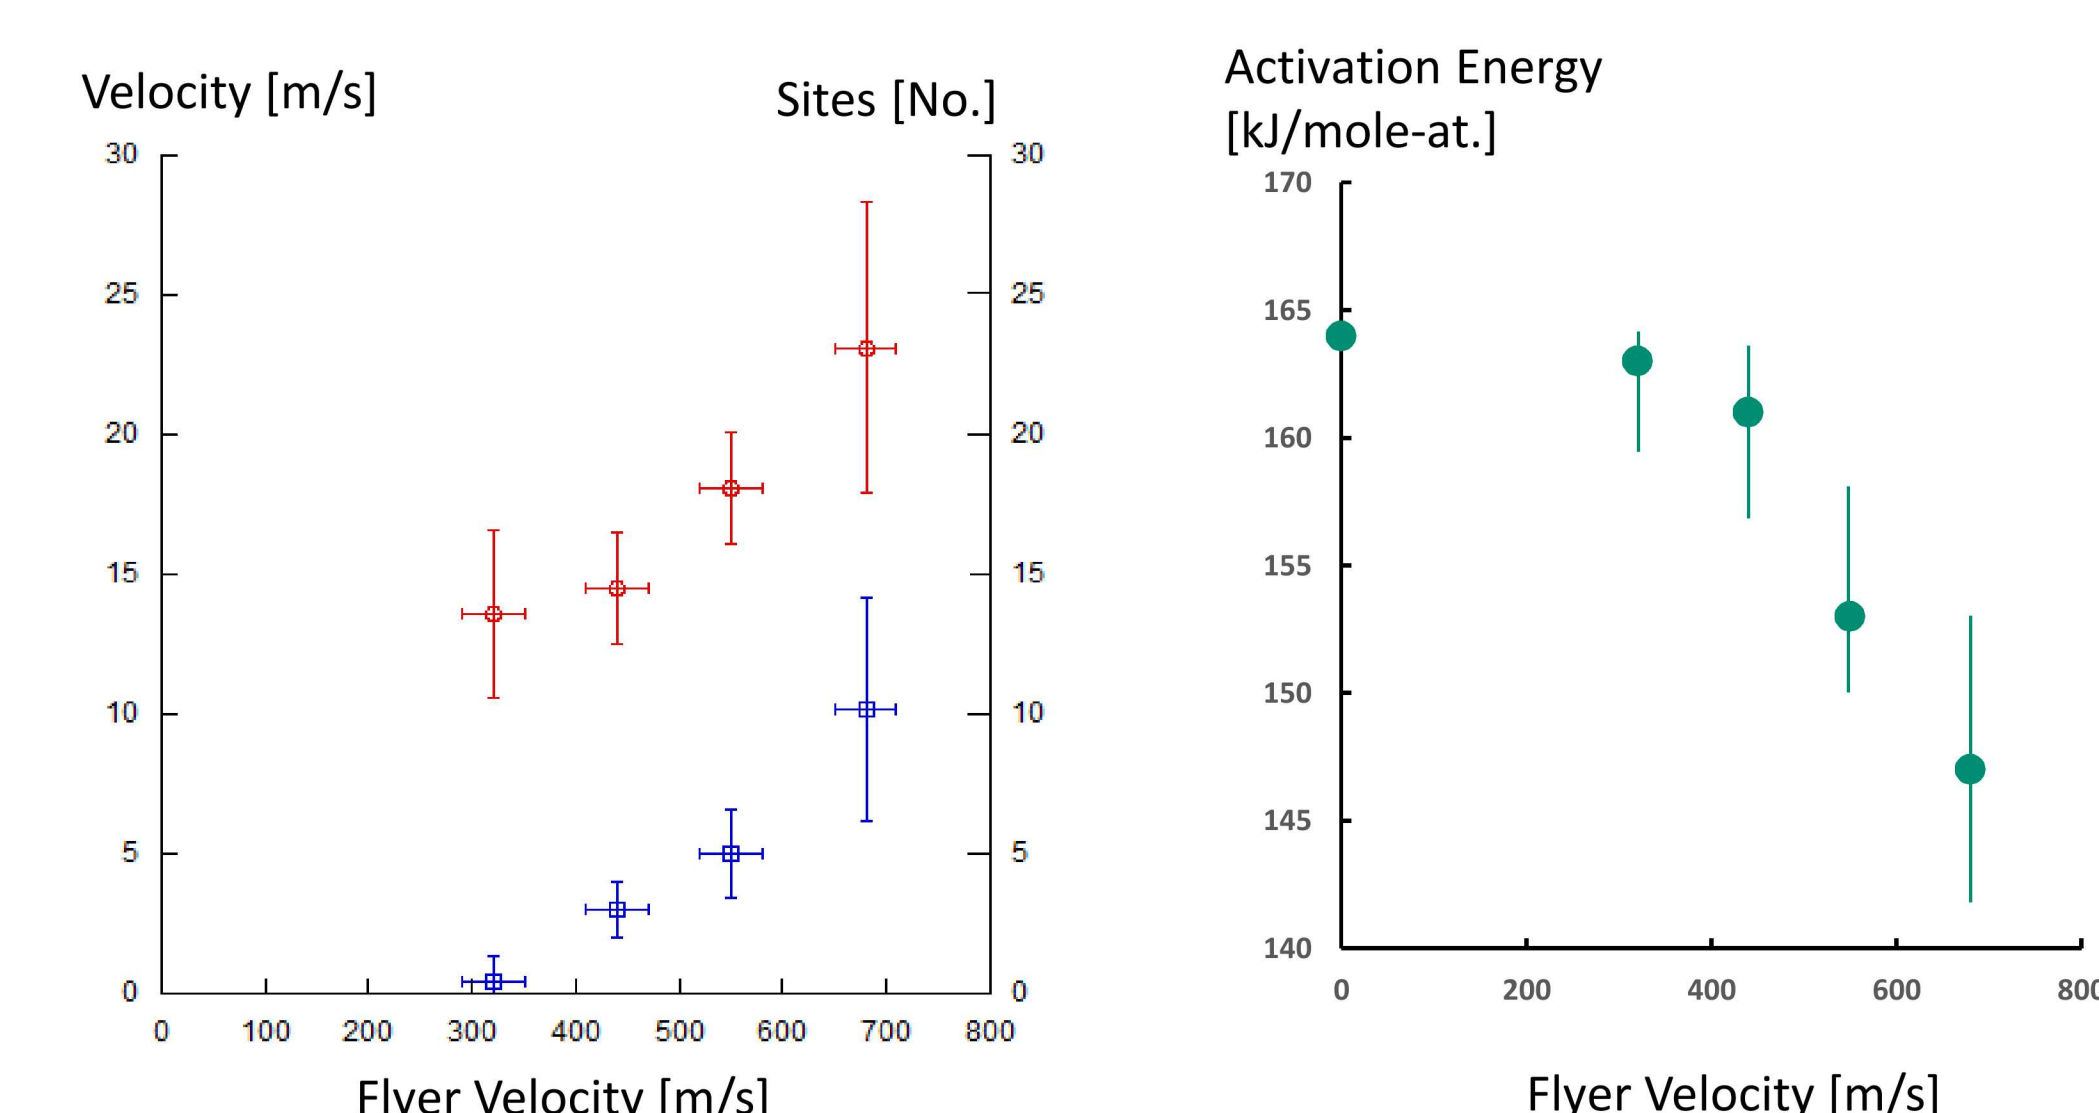 Velocity [m/s]
Sites [No.]
30
25
20
15
10
5
0
30
25
20
15
10
5
0
0 100 200 300 400 500 600 700 800
Flyer Velocity [m/s]
Activation Energy
[kJ/mole-at.]
170
165
160
155
150
145
140
0 200 400 600 800
Flyer Velocity [m/s]